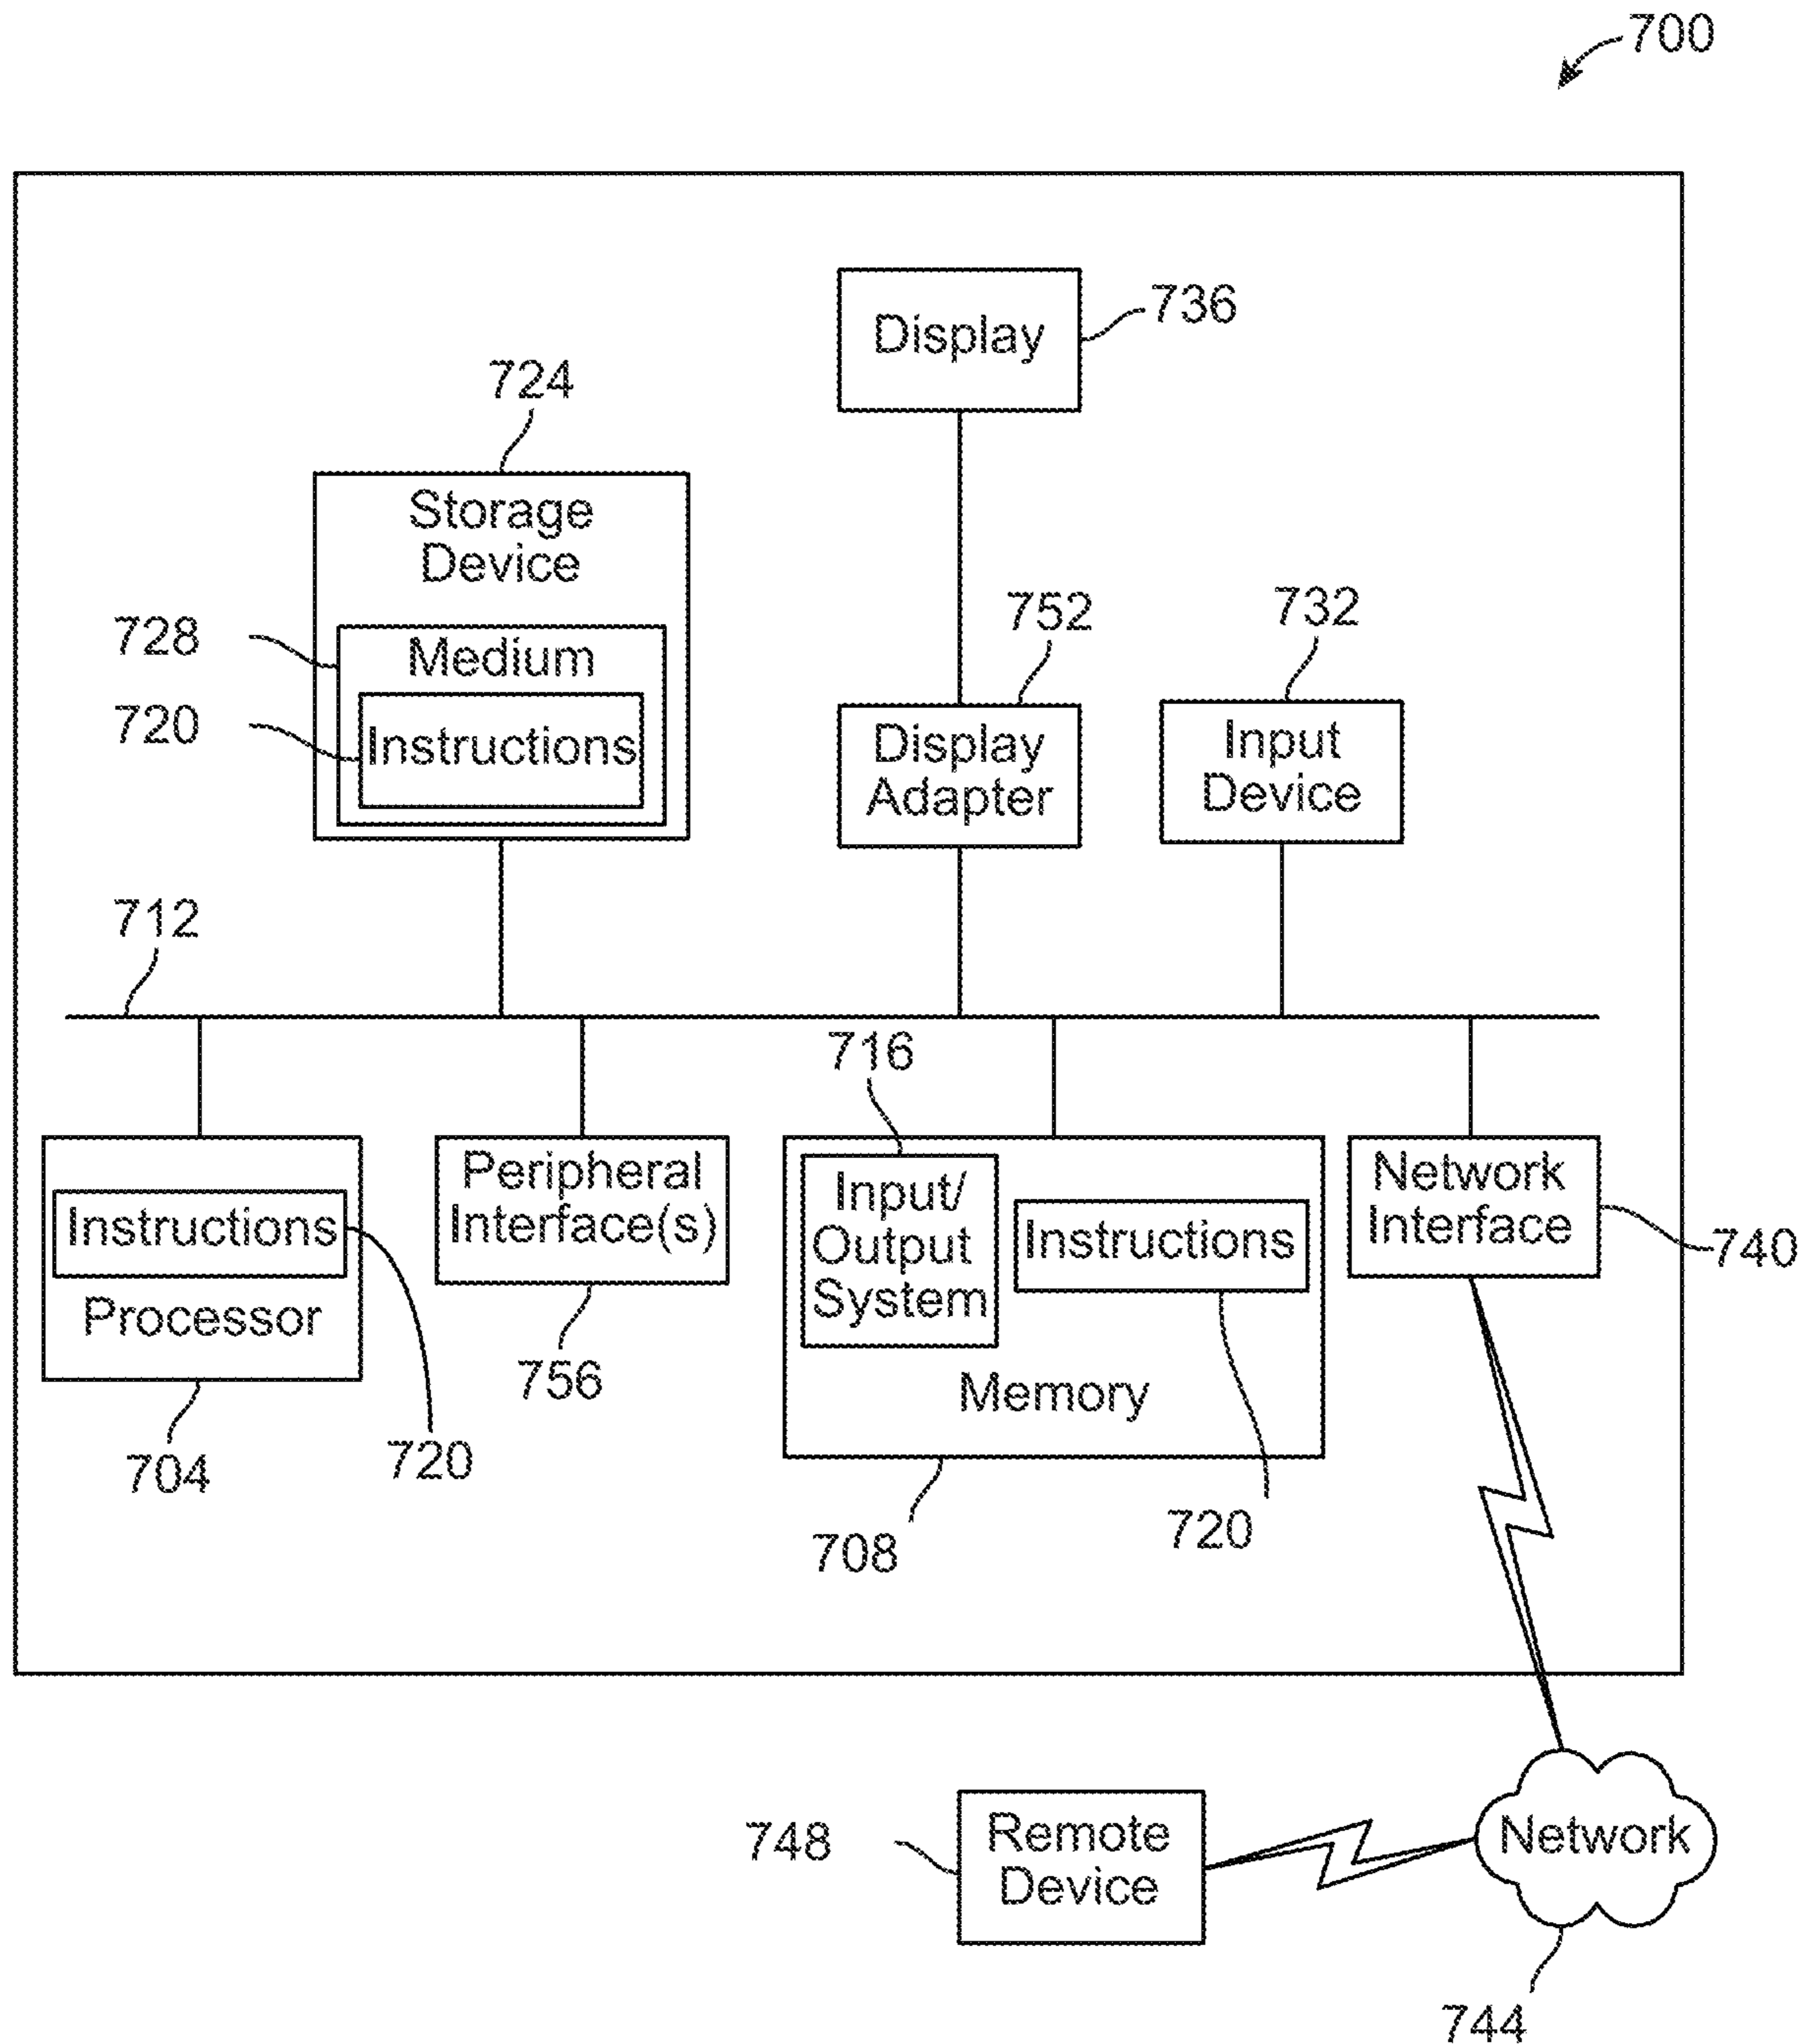 700
Display
736
724
Storage
Device
728
Medium
720
Instructions
752
Display
Adapter
732
Input
Device
712
716
Instructions
Processor
704
720
Peripheral
Interface(s)
756
Input/
Output
System
Instructions
Memory
708
720
Network
Interface
740
748
Remote
Device
Network
744